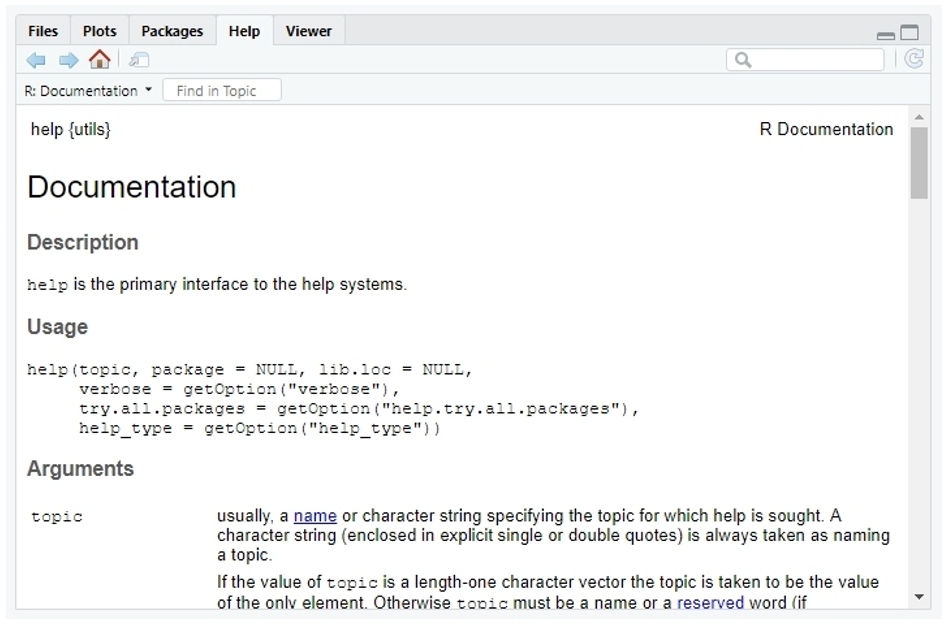 Files Plots Packages Help Viewer
R: Documentation Find in Topic
help {utils} R Documentation
Documentation
Description
help is the primary interface to the help systems.
Usage
help(topic, package = NULL, lib.loc = NULL,
verbose = getOption("verbose"),
try.all.packages = getOption("help.try.all.packages"),
help_type = getOption("help_type"))
Arguments
topic usually, a name or character string specifying the topic for which help is sought. A
character string (enclosed in explicit single or double quotes) is always taken as naming
a topic.
If the value of topic is a length-one character vector the topic is taken to be the value
of the only element. Otherwise topic must be a name or a reserved word (if